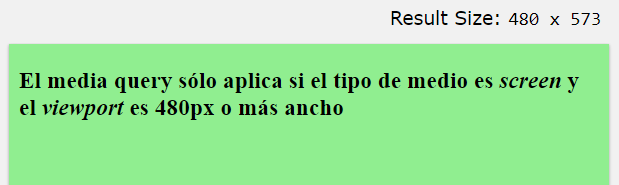 Result Size: 480 x 573
El media query sólo aplica si el tipo de medio es screen y
el viewport es 480px o más ancho